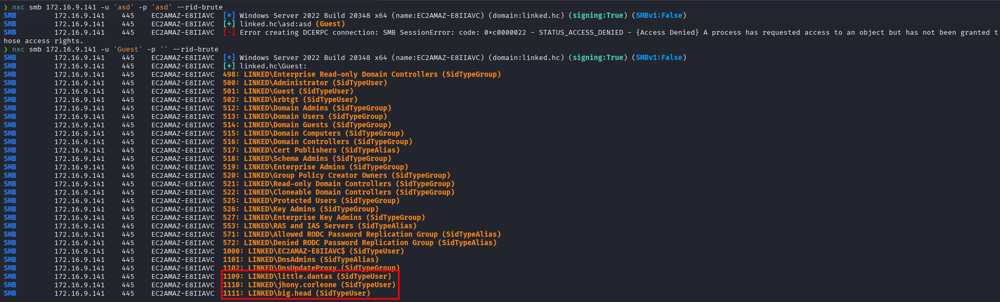 ❯ nxc smb 172.16.9.141 -u 'asd' -p 'asd' --rid-brute
SMB 172.16.9.141 445 EC2AMAZ-E8IIAVC [*] Windows Server 2022 Build 20348 x64 (name:EC2AMAZ-E8IIAVC) (domain:linked.hc) (signing:True) (SMBv1:False)
SMB 172.16.9.141 445 EC2AMAZ-E8IIAVC [+] linked.hc\asd:asd (Guest)
SMB 172.16.9.141 445 EC2AMAZ-E8IIAVC [-] Error creating DCERPC connection: SMB SessionError: code: 0xc0000022 - STATUS_ACCESS_DENIED - {Access Denied} A process has requested access to an object but has not been granted t
hose access rights.
❯ nxc smb 172.16.9.141 -u 'Guest' -p '' --rid-brute
SMB 172.16.9.141 445 EC2AMAZ-E8IIAVC [*] Windows Server 2022 Build 20348 x64 (name:EC2AMAZ-E8IIAVC) (domain:linked.hc) (signing:True) (SMBv1:False)
SMB 172.16.9.141 445 EC2AMAZ-E8IIAVC [+] linked.hc\Guest:
SMB 172.16.9.141 445 EC2AMAZ-E8IIAVC 498: LINKED\Enterprise Read-only Domain Controllers (SidTypeGroup)
SMB 172.16.9.141 445 EC2AMAZ-E8IIAVC 500: LINKED\Administrator (SidTypeUser)
SMB 172.16.9.141 445 EC2AMAZ-E8IIAVC 501: LINKED\Guest (SidTypeUser)
SMB 172.16.9.141 445 EC2AMAZ-E8IIAVC 502: LINKED\krbtgt (SidTypeUser)
SMB 172.16.9.141 445 EC2AMAZ-E8IIAVC 512: LINKED\Domain Admins (SidTypeGroup)
SMB 172.16.9.141 445 EC2AMAZ-E8IIAVC 513: LINKED\Domain Users (SidTypeGroup)
SMB 172.16.9.141 445 EC2AMAZ-E8IIAVC 514: LINKED\Domain Guests (SidTypeGroup)
SMB 172.16.9.141 445 EC2AMAZ-E8IIAVC 515: LINKED\Domain Computers (SidTypeGroup)
SMB 172.16.9.141 445 EC2AMAZ-E8IIAVC 516: LINKED\Domain Controllers (SidTypeGroup)
SMB 172.16.9.141 445 EC2AMAZ-E8IIAVC 517: LINKED\Cert Publishers (SidTypeAlias)
SMB 172.16.9.141 445 EC2AMAZ-E8IIAVC 518: LINKED\Schema Admins (SidTypeGroup)
SMB 172.16.9.141 445 EC2AMAZ-E8IIAVC 519: LINKED\Enterprise Admins (SidTypeGroup)
SMB 172.16.9.141 445 EC2AMAZ-E8IIAVC 520: LINKED\Group Policy Creator Owners (SidTypeGroup)
SMB 172.16.9.141 445 EC2AMAZ-E8IIAVC 521: LINKED\Read-only Domain Controllers (SidTypeGroup)
SMB 172.16.9.141 445 EC2AMAZ-E8IIAVC 522: LINKED\Cloneable Domain Controllers (SidTypeGroup)
SMB 172.16.9.141 445 EC2AMAZ-E8IIAVC 525: LINKED\Protected Users (SidTypeGroup)
SMB 172.16.9.141 445 EC2AMAZ-E8IIAVC 526: LINKED\Key Admins (SidTypeGroup)
SMB 172.16.9.141 445 EC2AMAZ-E8IIAVC 527: LINKED\Enterprise Key Admins (SidTypeGroup)
SMB 172.16.9.141 445 EC2AMAZ-E8IIAVC 553: LINKED\RAS and IAS Servers (SidTypeAlias)
SMB 172.16.9.141 445 EC2AMAZ-E8IIAVC 571: LINKED\Allowed RODC Password Replication Group (SidTypeAlias)
SMB 172.16.9.141 445 EC2AMAZ-E8IIAVC 572: LINKED\Denied RODC Password Replication Group (SidTypeAlias)
SMB 172.16.9.141 445 EC2AMAZ-E8IIAVC 1000: LINKED\EC2AMAZ-E8IIAVC$ (SidTypeUser)
SMB 172.16.9.141 445 EC2AMAZ-E8IIAVC 1101: LINKED\DnsAdmins (SidTypeAlias)
SMB 172.16.9.141 445 EC2AMAZ-E8IIAVC 1102: LINKED\DnsUpdateProxy (SidTypeGroup)
SMB 172.16.9.141 445 EC2AMAZ-E8IIAVC 1109: LINKED\little.dantas (SidTypeUser)
SMB 172.16.9.141 445 EC2AMAZ-E8IIAVC 1110: LINKED\jhony.corleone (SidTypeUser)
SMB 172.16.9.141 445 EC2AMAZ-E8IIAVC 1111: LINKED\big.head (SidTypeUser)